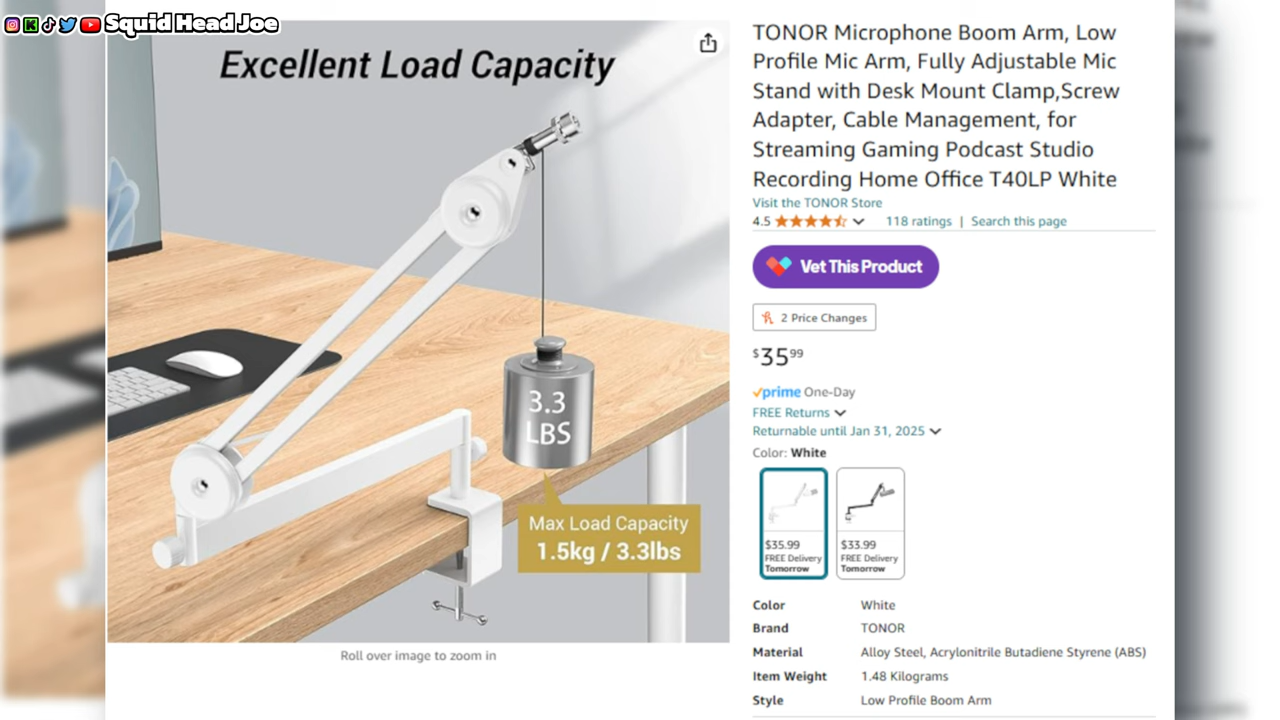 Squid Head Joe
Excellent Load Capacity
3.3
LBS
Max Load Capacity
1.5kg / 3.3lbs
Roll over image to zoom in
TONOR Microphone Boom Arm, Low
Profile Mic Arm, Fully Adjustable Mic
Stand with Desk Mount Clamp,Screw
Adapter, Cable Management, for
Streaming Gaming Podcast Studio
Recording Home Office T40LP White
Visit the TONOR Store
4.5 118 ratings | Search this page
Vet This Product
2 Price Changes
$35 99
prime One-Day
FREE Returns
Returnable until Jan 31, 2025
Color: White
$35.99 $33.99
FREE Delivery FREE Delivery
Tomorrow Tomorrow
Color White
Brand TONOR
Material Alloy Steel, Acrylonitrile Butadiene Styrene (ABS)
Item Weight 1.48 Kilograms
Style Low Profile Boom Arm